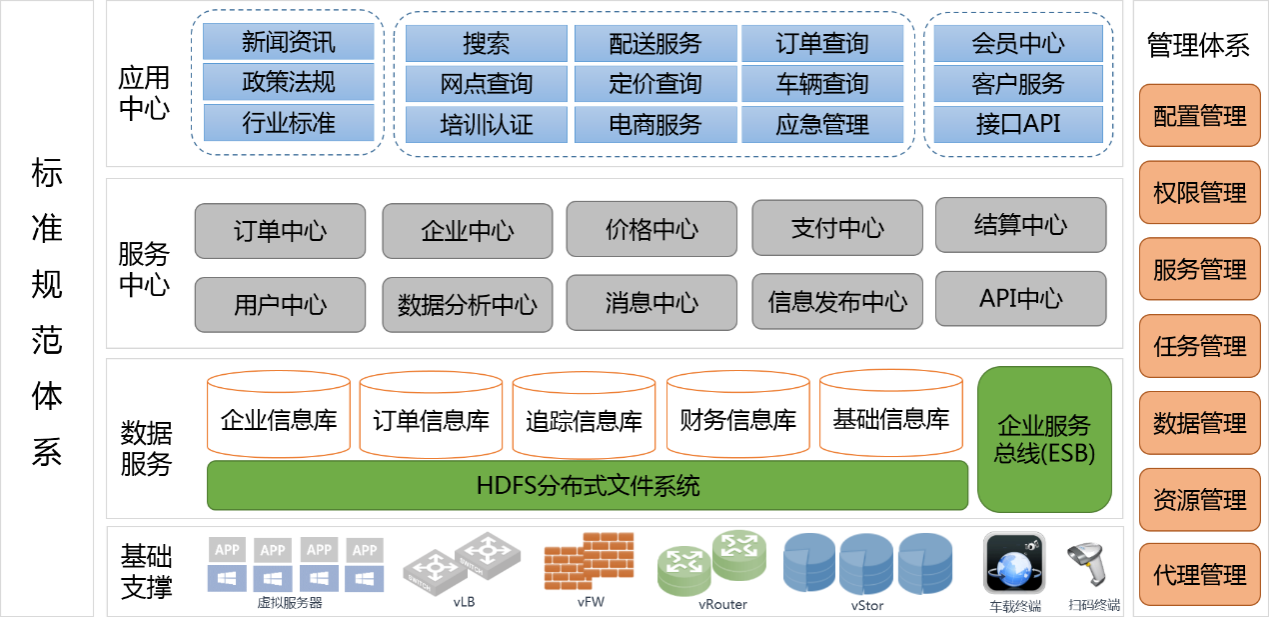 标
准
规
范
体
系
应用
中心
新闻资讯
政策法规
行业标准
搜索 配送服务 订单查询
网点查询 定价查询 车辆查询
培训认证 电商服务 应急管理
会员中心
客户服务
接口API
服务
中心
订单中心 企业中心 价格中心 支付中心 结算中心
用户中心 数据分析中心 消息中心 信息发布中心 API中心
数据
服务
企业信息库 订单信息库 追踪信息库 财务信息库 基础信息库
HDFS分布式文件系统
企业服务
总线(ESB)
基础
支撑
APP APP APP APP
虚拟服务器
SWITCH SWITCH
vLB
vFW
vRouter
vStor
车载终端
扫码终端
管理体系
配置管理
权限管理
服务管理
任务管理
数据管理
资源管理
代理管理